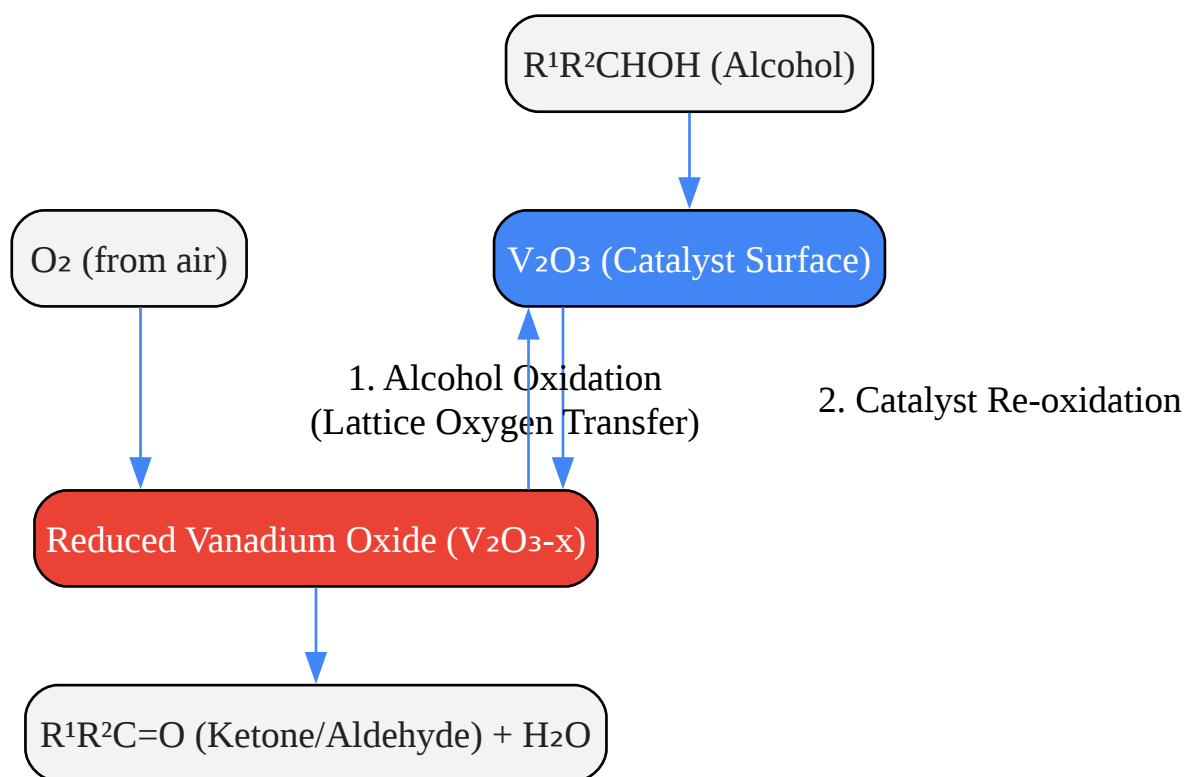 R¹R²CHOH (Alcohol)
O₂ (from air)
V₂O₃ (Catalyst Surface)
1. Alcohol Oxidation
(Lattice Oxygen Transfer)
2. Catalyst Re-oxidation
Reduced Vanadium Oxide (V₂O₃-x)
R¹R²C=O (Ketone/Aldehyde) + H₂O